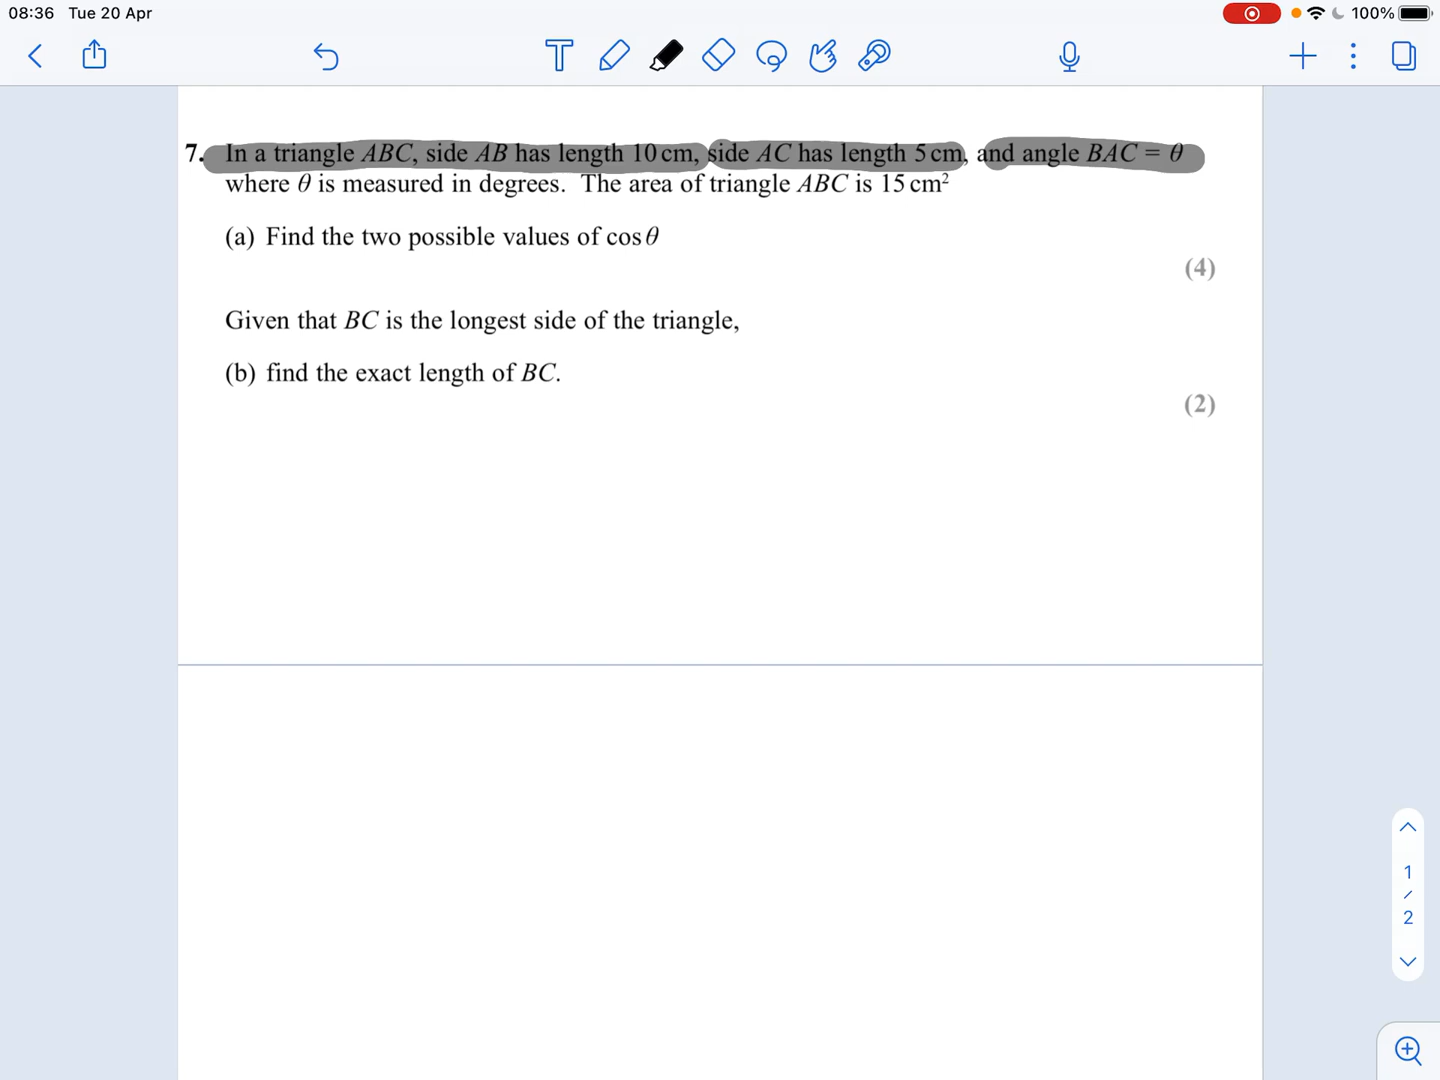 08:36 Tue 20 Apr
100%
7. In a triangle ABC, side AB has length 10 cm, side AC has length 5 cm, and angle BAC = θ
where θ is measured in degrees. The area of triangle ABC is 15 cm²
(a) Find the two possible values of cos θ
(4)
Given that BC is the longest side of the triangle,
(b) find the exact length of BC.
(2)
1
/
2